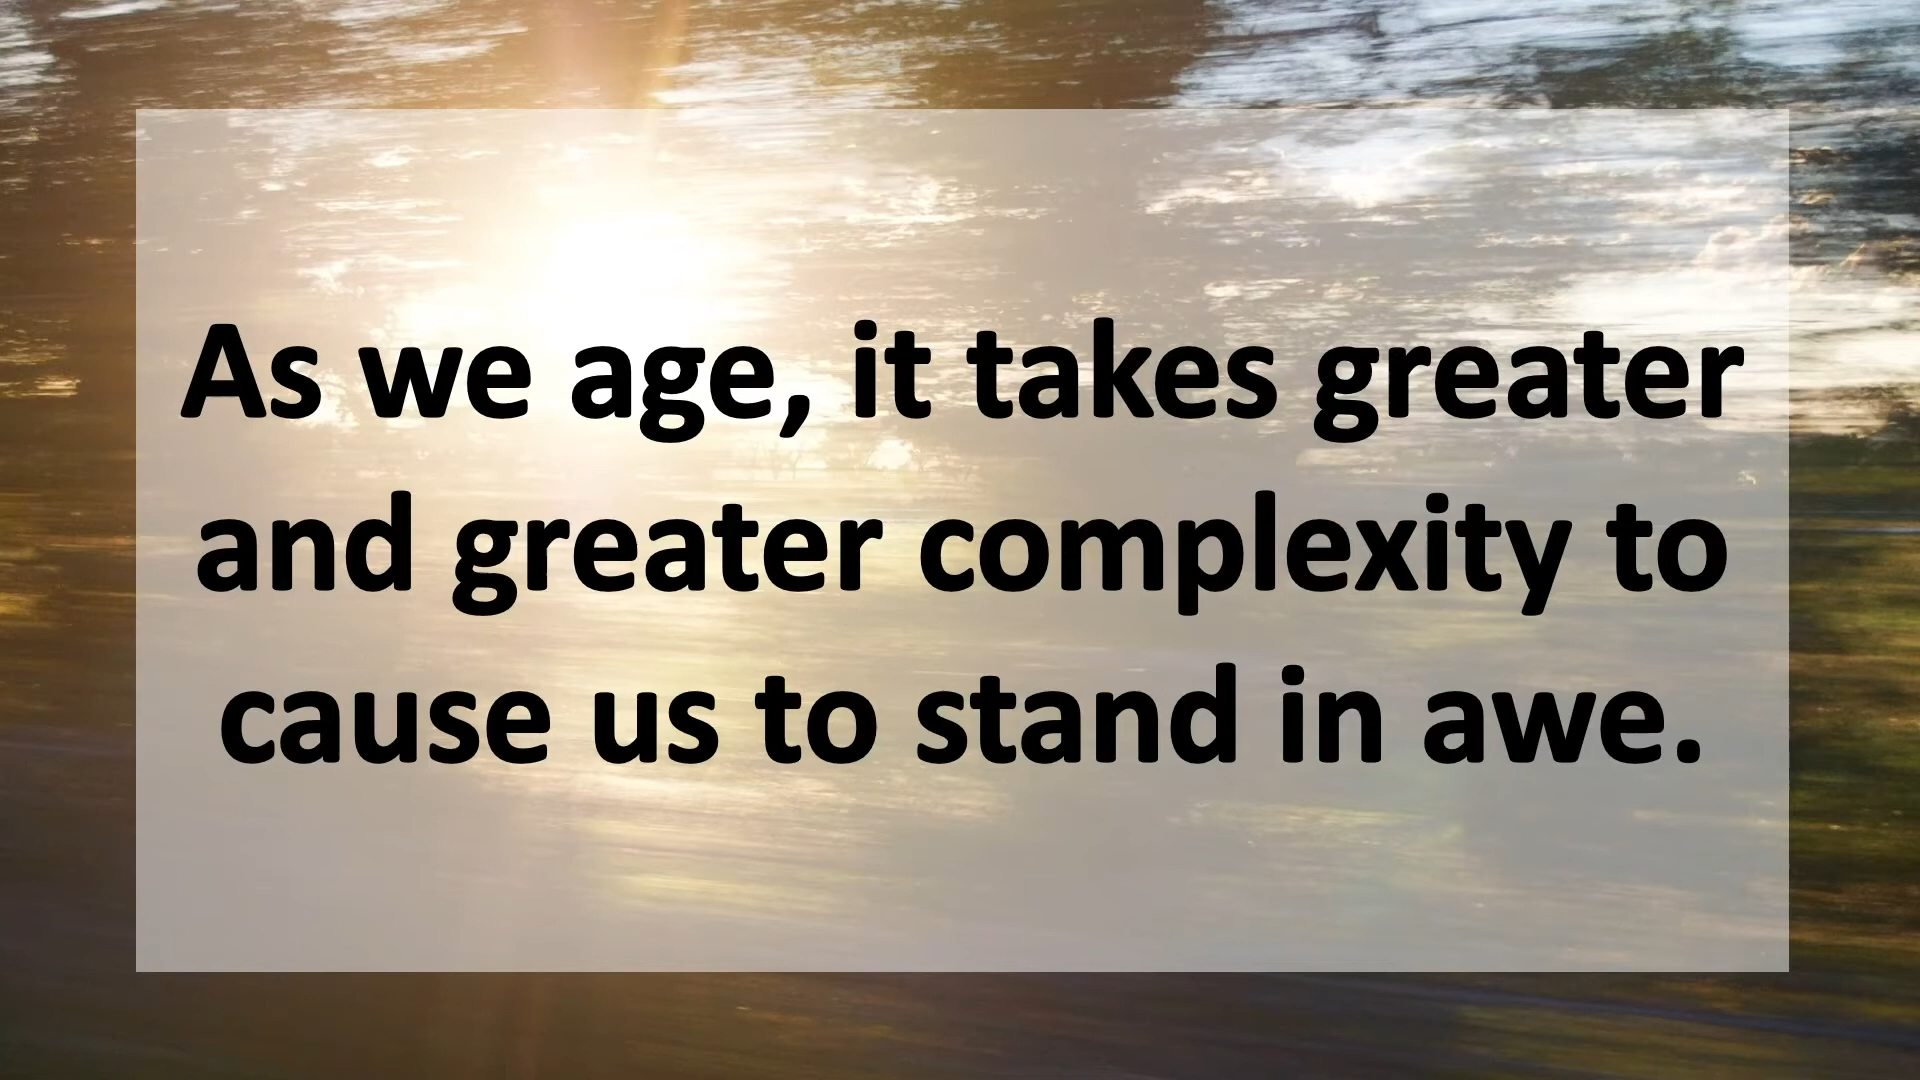 As we age, it takes greater
and greater complexity to
cause us to stand in awe.